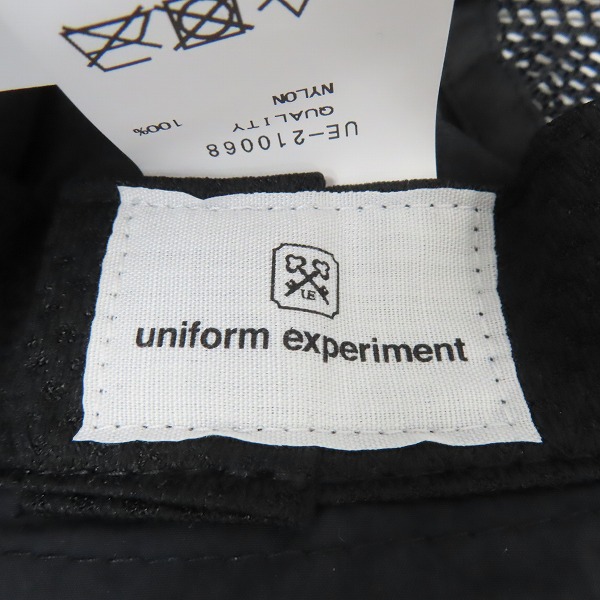 UE-210068
QUALITY
NYLON 100%
UE
uniform experiment